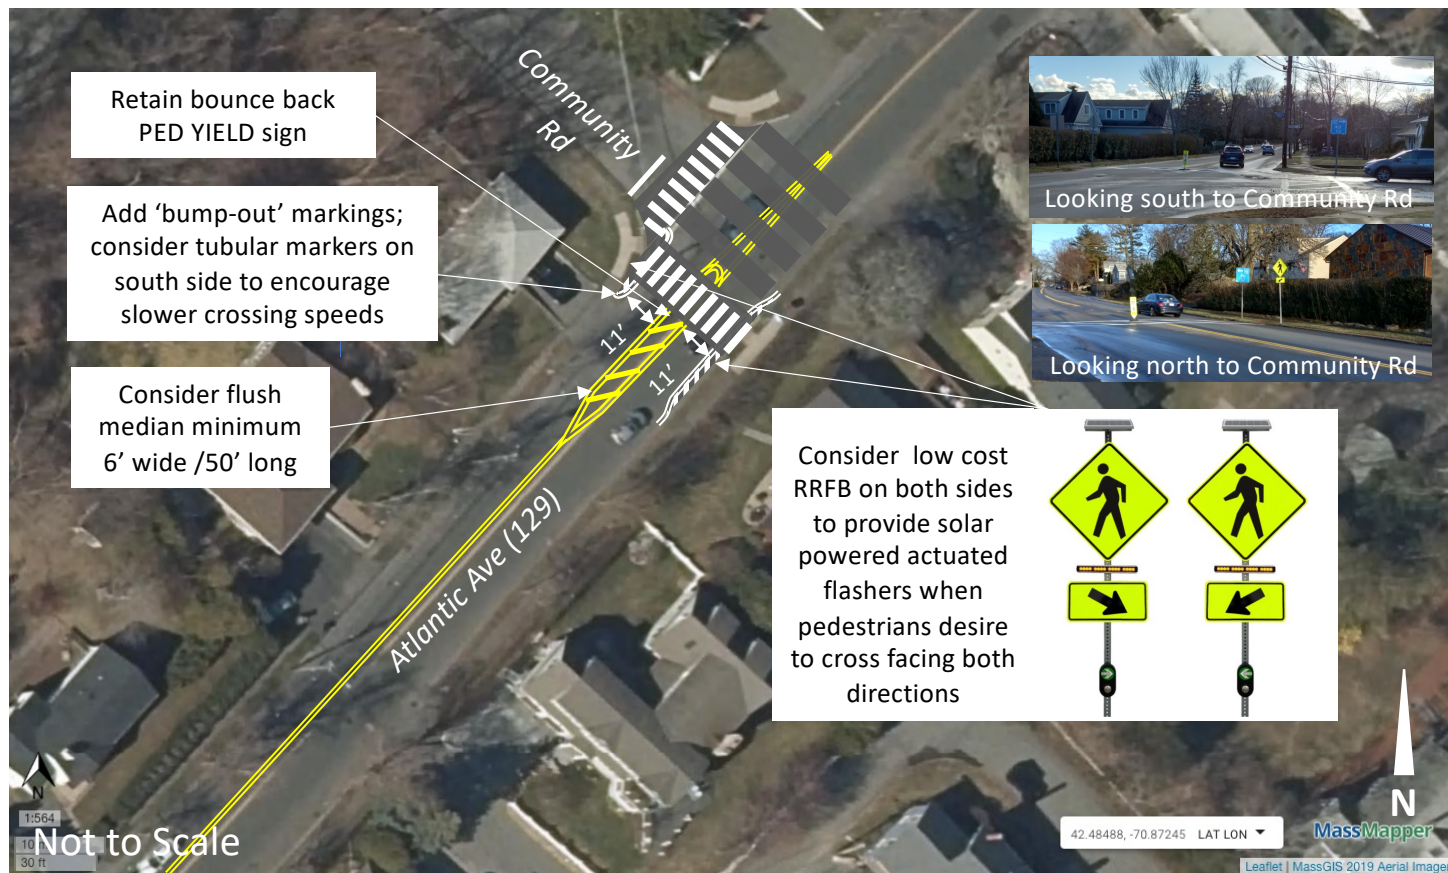 Retain bounce back
PED YIELD sign
Add ‘bump-out’ markings;
consider tubular markers on
south side to encourage
slower crossing speeds
Consider flush
median minimum
6’ wide /50’ long
Community
Rd
11’
11’
Atlantic Ave (129)
Looking south to Community Rd
Looking north to Community Rd
Consider low cost
RRFB on both sides
to provide solar
powered actuated
flashers when
pedestrians desire
to cross facing both
directions
N
1:564
30 ft
Not to Scale
42.48488, -70.87245 LAT LON
N
MassMapper
Leaflet | MassGIS 2019 Aerial